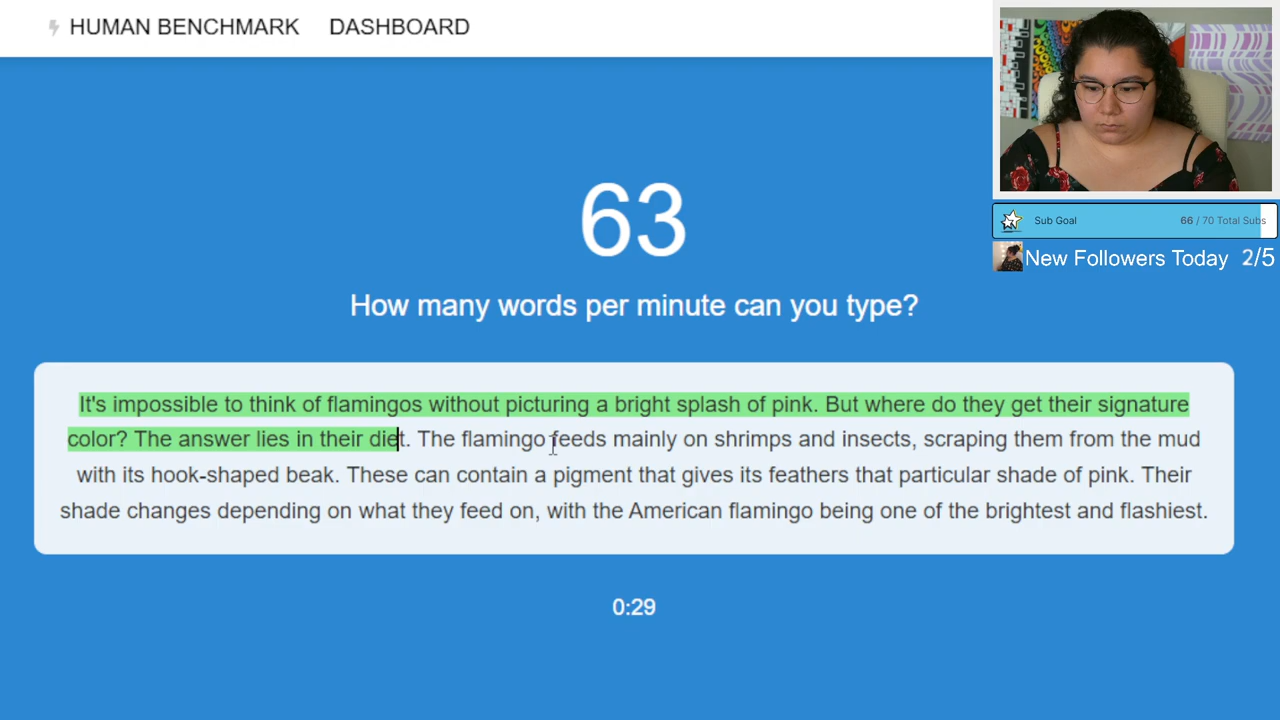 HUMAN BENCHMARK DASHBOARD
63
How many words per minute can you type?
It's impossible to think of flamingos without picturing a bright splash of pink. But where do they get their signature
color? The answer lies in their diet. The flamingo feeds mainly on shrimps and insects, scraping them from the mud
with its hook-shaped beak. These can contain a pigment that gives its feathers that particular shade of pink. Their
shade changes depending on what they feed on, with the American flamingo being one of the brightest and flashiest.
0:29
Sub Goal 66 / 70 Total Subs
New Followers Today 2/5